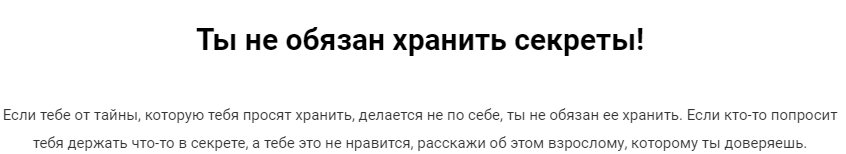 Ты не обязан хранить секреты!
Если тебе от тайны, которую тебя просят хранить, делается не по себе, ты не обязан ее хранить. Если кто-то попросит
тебя держать что-то в секрете, а тебе это не нравится, расскажи об этом взрослому, которому ты доверяешь.